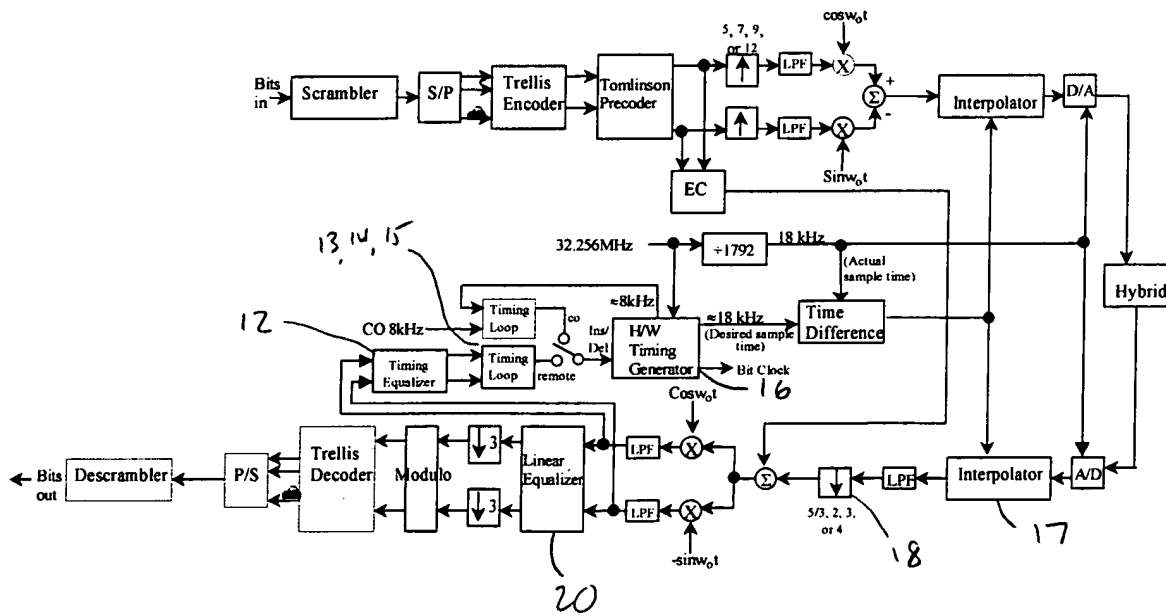 cosw₀t
5, 7, 9,
or 12
Bits
in
Scrambler
S/P
Trellis
Encoder
Tomlinson
Precoder
LPF
X
+
Σ
-
Interpolator
D/A
LPF
X
Sinw₀t
EC
32.256MHz
÷1792
18 kHz
(Actual
sample time)
Hybrid
13, 14, 15
≈8kHz
12
CO 8kHz
Timing
Loop
co
Ins/
Del
H/W
Timing
Generator
≈18 kHz
(Desired sample
time)
Time
Difference
Timing
Equalizer
Timing
Loop
remote
Bit Clock
16
Cosw₀t
Bits
out
Descrambler
P/S
Trellis
Decoder
Modulo
3
Linear
Equalizer
LPF
X
Σ
5/3, 2, 3,
or 4
LPF
Interpolator
A/D
3
LPF
X
-sinw₀t
18
17
20